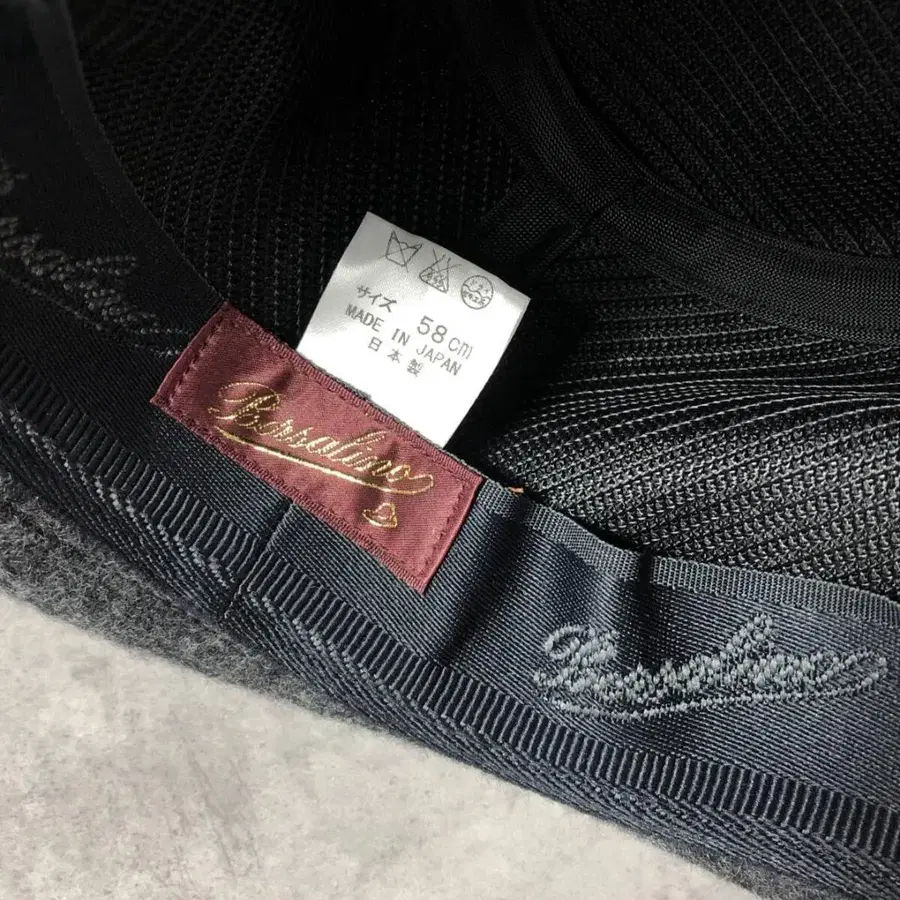 サイズ 58cm
MADE IN JAPAN
日本製
Borsalino
Borsalino